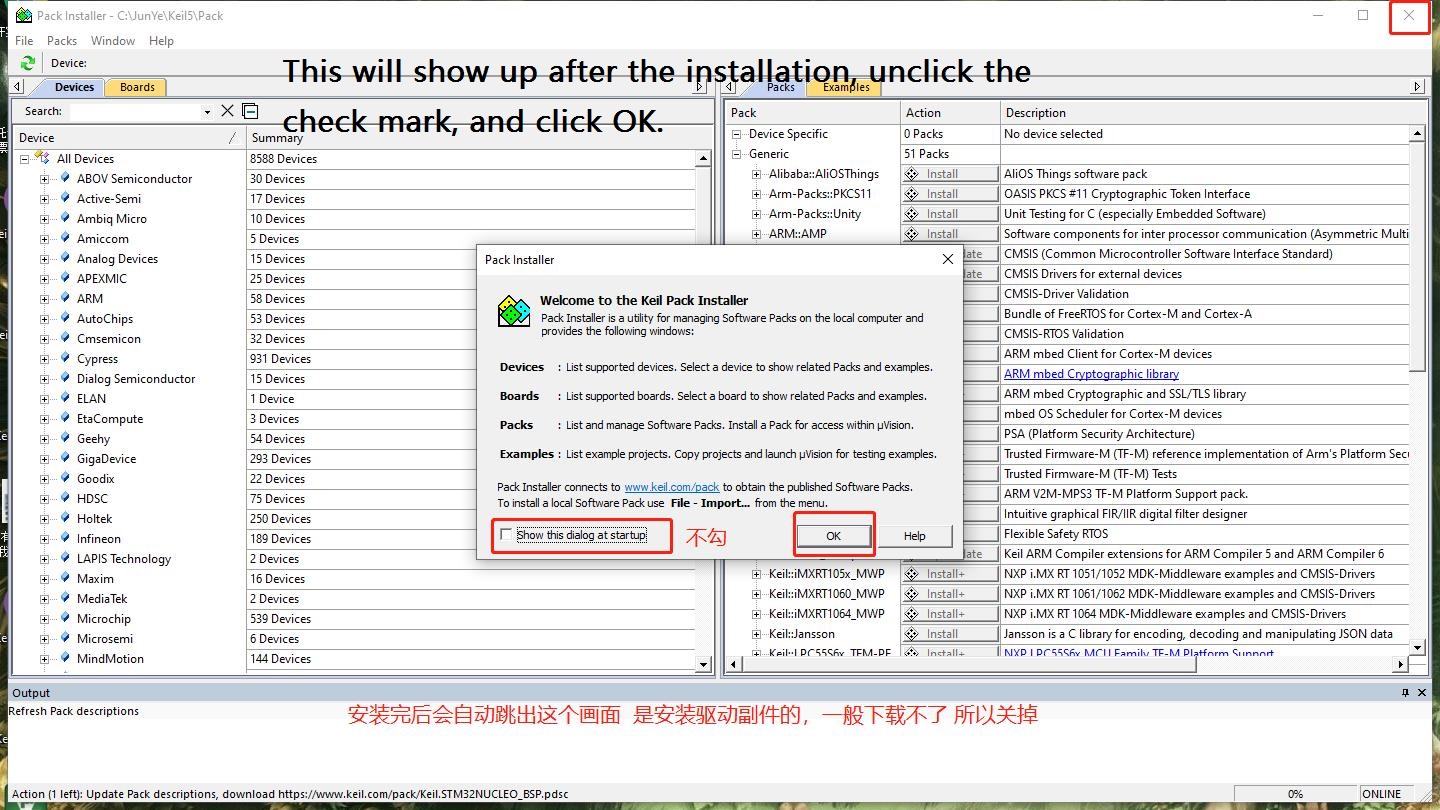 Pack Installer - C:\JunYe\Keil5\Pack
File Packs Window Help
Device:
This will show up after the installation, unclick the
check mark, and click OK.
Devices Boards
Search:
Device Summary
All Devices 8588 Devices
ABOV Semiconductor 30 Devices
Active-Semi 17 Devices
Ambiq Micro 10 Devices
Amiccom 5 Devices
Analog Devices 15 Devices
APEXMIC 25 Devices
ARM 58 Devices
AutoChips 53 Devices
Cmsemicon 32 Devices
Cypress 931 Devices
Dialog Semiconductor 15 Devices
ELAN 1 Device
EtaCompute 3 Devices
Geehy 54 Devices
GigaDevice 293 Devices
Goodix 22 Devices
HDSC 75 Devices
Holtek 250 Devices
Infineon 189 Devices
LAPIS Technology 2 Devices
Maxim 16 Devices
MediaTek 2 Devices
Microchip 539 Devices
Microsemi 6 Devices
MindMotion 144 Devices
Packs Examples
Pack Action Description
Device Specific 0 Packs No device selected
Generic 51 Packs
Alibaba::AliOSThings Install AliOS Things software pack
Arm-Packs::PKCS11 Install OASIS PKCS #11 Cryptographic Token Interface
Arm-Packs::Unity Install Unit Testing for C (especially Embedded Software)
ARM::AMP Install Software components for inter processor communication (Asymmetric Multi
CMSIS (Common Microcontroller Software Interface Standard)
CMSIS Drivers for external devices
CMSIS-Driver Validation
Bundle of FreeRTOS for Cortex-M and Cortex-A
CMSIS-RTOS Validation
ARM mbed Client for Cortex-M devices
ARM mbed Cryptographic library
ARM mbed Cryptographic and SSL/TLS library
mbed OS Scheduler for Cortex-M devices
PSA (Platform Security Architecture)
Trusted Firmware-M (TF-M) reference implementation of Arm's Platform Secu
Trusted Firmware-M (TF-M) Tests
ARM V2M-MPS3 TF-M Platform Support pack.
Intuitive graphical FIR/IIR digital filter designer
Flexible Safety RTOS
Keil ARM Compiler extensions for ARM Compiler 5 and ARM Compiler 6
Keil::iMXRT105x_MWP Install+ NXP i.MX RT 1051/1052 MDK-Middleware examples and CMSIS-Drivers
Keil::iMXRT1060_MWP Install+ NXP i.MX RT 1061/1062 MDK-Middleware examples and CMSIS-Drivers
Keil::iMXRT1064_MWP Install+ NXP i.MX RT 1064 MDK-Middleware examples and CMSIS-Drivers
Keil::Jansson Install Jansson is a C library for encoding, decoding and manipulating JSON data
Keil::LPC55S6x_TFM-PF Install+ NXP LPC55S6x MCU Family TF-M Platform Support
Pack Installer
Welcome to the Keil Pack Installer
Pack Installer is a utility for managing Software Packs on the local computer and
provides the following windows:
Devices : List supported devices. Select a device to show related Packs and examples.
Boards : List supported boards. Select a board to show related Packs and examples.
Packs : List and manage Software Packs. Install a Pack for access within µVision.
Examples : List example projects. Copy projects and launch µVision for testing examples.
Pack Installer connects to www.keil.com/pack to obtain the published Software Packs.
To install a local Software Pack use File - Import... from the menu.
Show this dialog at startup 不勾 OK Help
Output
Refresh Pack descriptions
安装完后会自动跳出这个画面 是安装驱动副件的，一般下载不了 所以关掉
Action (1 left): Update Pack descriptions, download https://www.keil.com/pack/Keil.STM32NUCLEO_BSP.pdsc 0% ONLINE